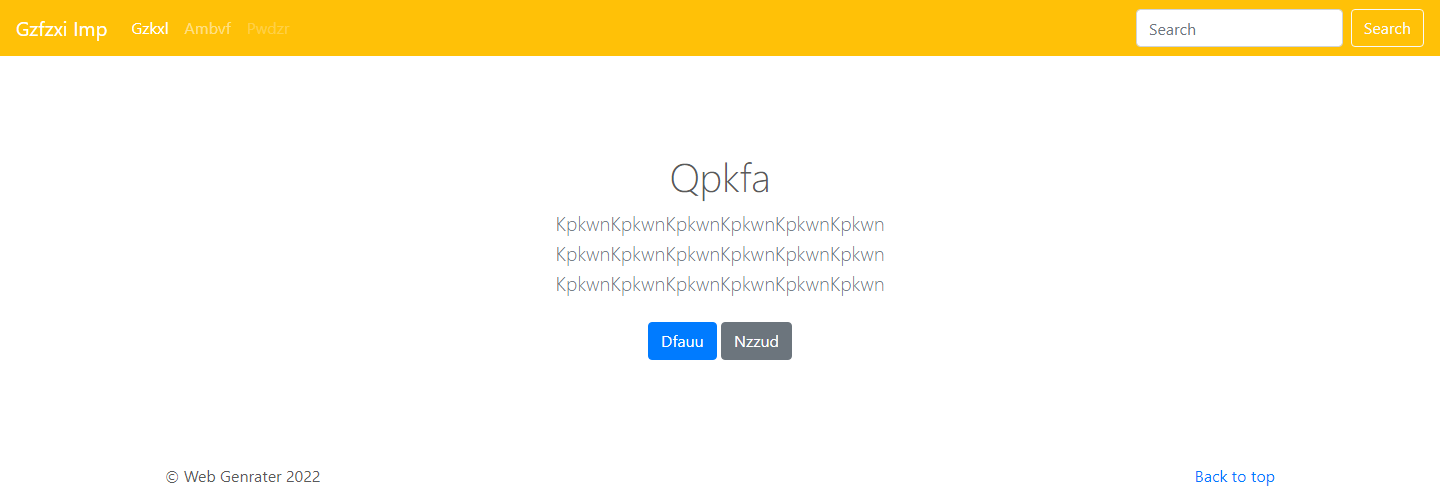 Gzfzxi Imp Gzkxl Ambvf Pwdzr Search Search
Qpkfa
KpkwnKpkwnKpkwnKpkwnKpkwnKpkwn
KpkwnKpkwnKpkwnKpkwnKpkwnKpkwn
KpkwnKpkwnKpkwnKpkwnKpkwnKpkwn
Dfauu Nzzud
© Web Genrater 2022 Back to top